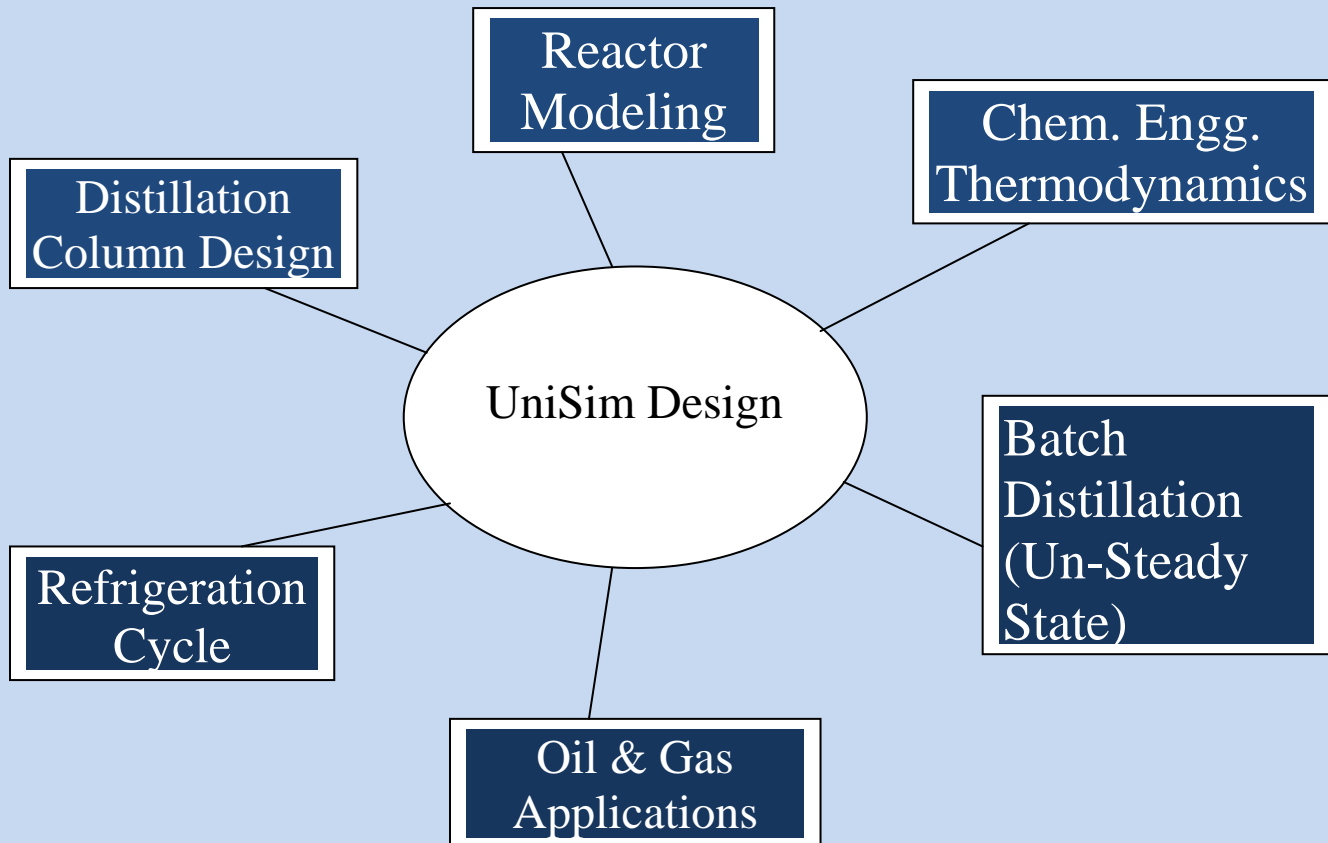 Reactor
Modeling
Chem. Engg.
Thermodynamics
Distillation
Column Design
UniSim Design
Batch
Distillation
(Un-Steady
State)
Refrigeration
Cycle
Oil & Gas
Applications